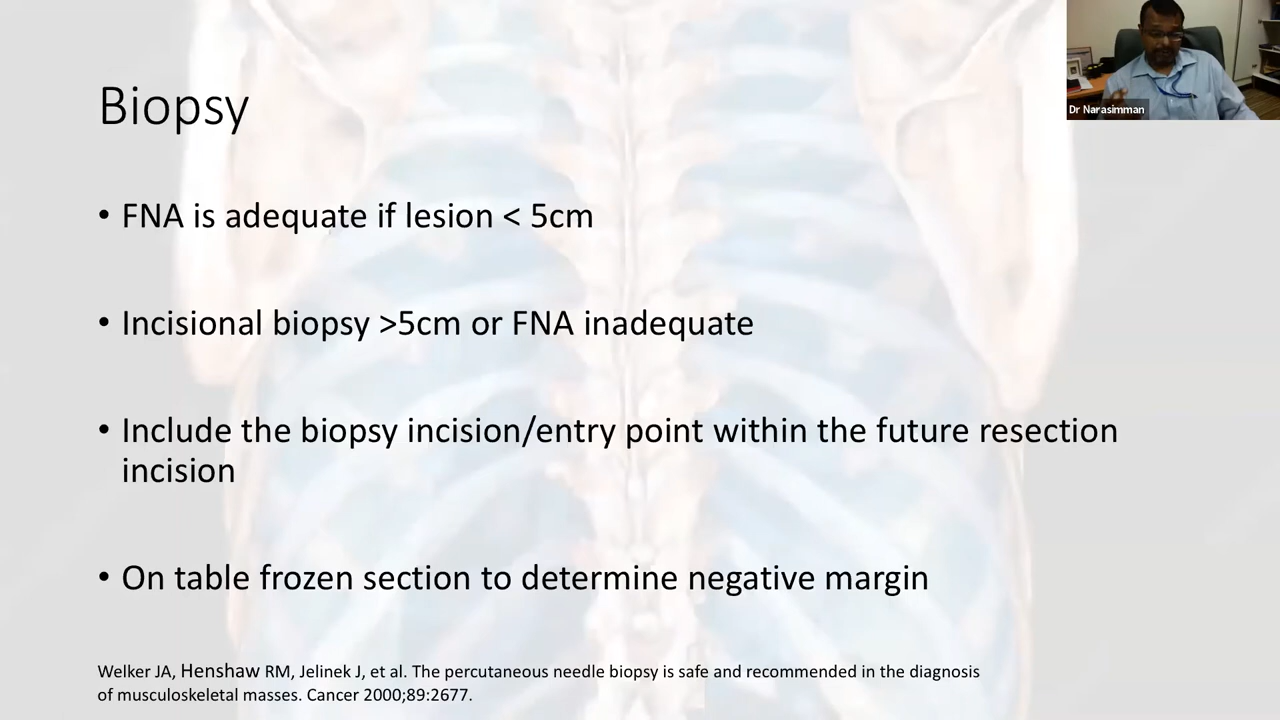 Dr Narasimman
Biopsy
• FNA is adequate if lesion < 5cm
• Incisional biopsy >5cm or FNA inadequate
• Include the biopsy incision/entry point within the future resection
incision
• On table frozen section to determine negative margin
Welker JA, Henshaw RM, Jelinek J, et al. The percutaneous needle biopsy is safe and recommended in the diagnosis
of musculoskeletal masses. Cancer 2000;89:2677.